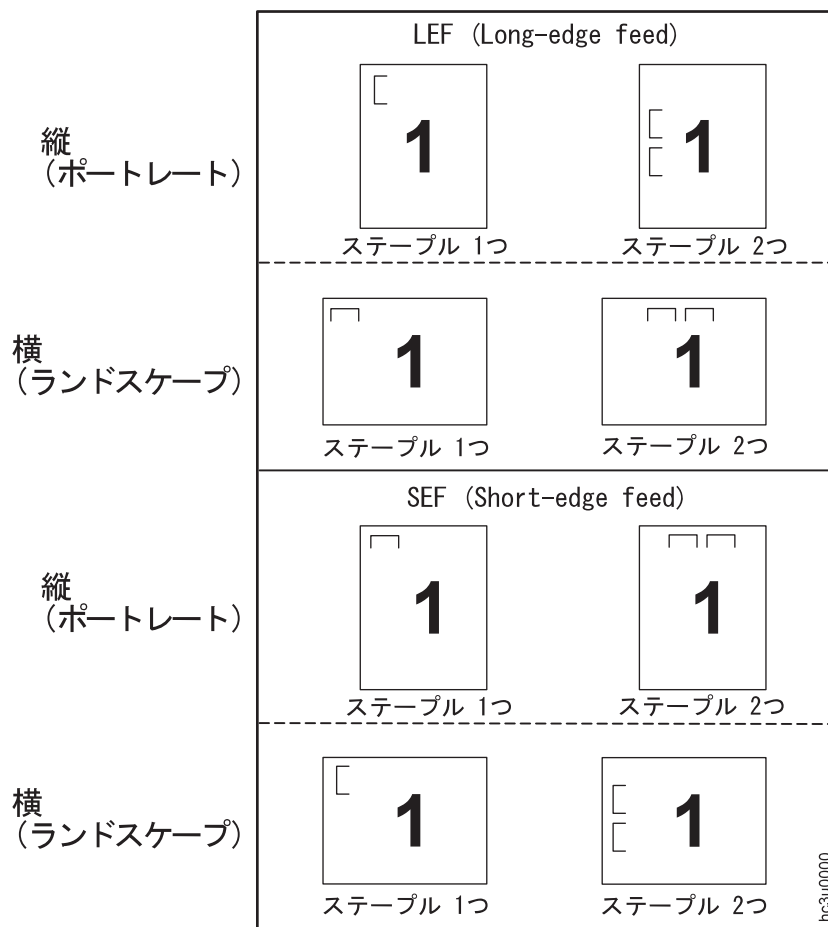 LEF (Long-edge feed)
縦
(ポートレート)
1
1
ステープル 1つ
ステープル 2つ
横
(ランドスケープ)
1
1
ステープル 1つ
ステープル 2つ
SEF (Short-edge feed)
縦
(ポートレート)
1
1
ステープル 1つ
ステープル 2つ
横
(ランドスケープ)
1
1
ステープル 1つ
ステープル 2つ
hc3u0000